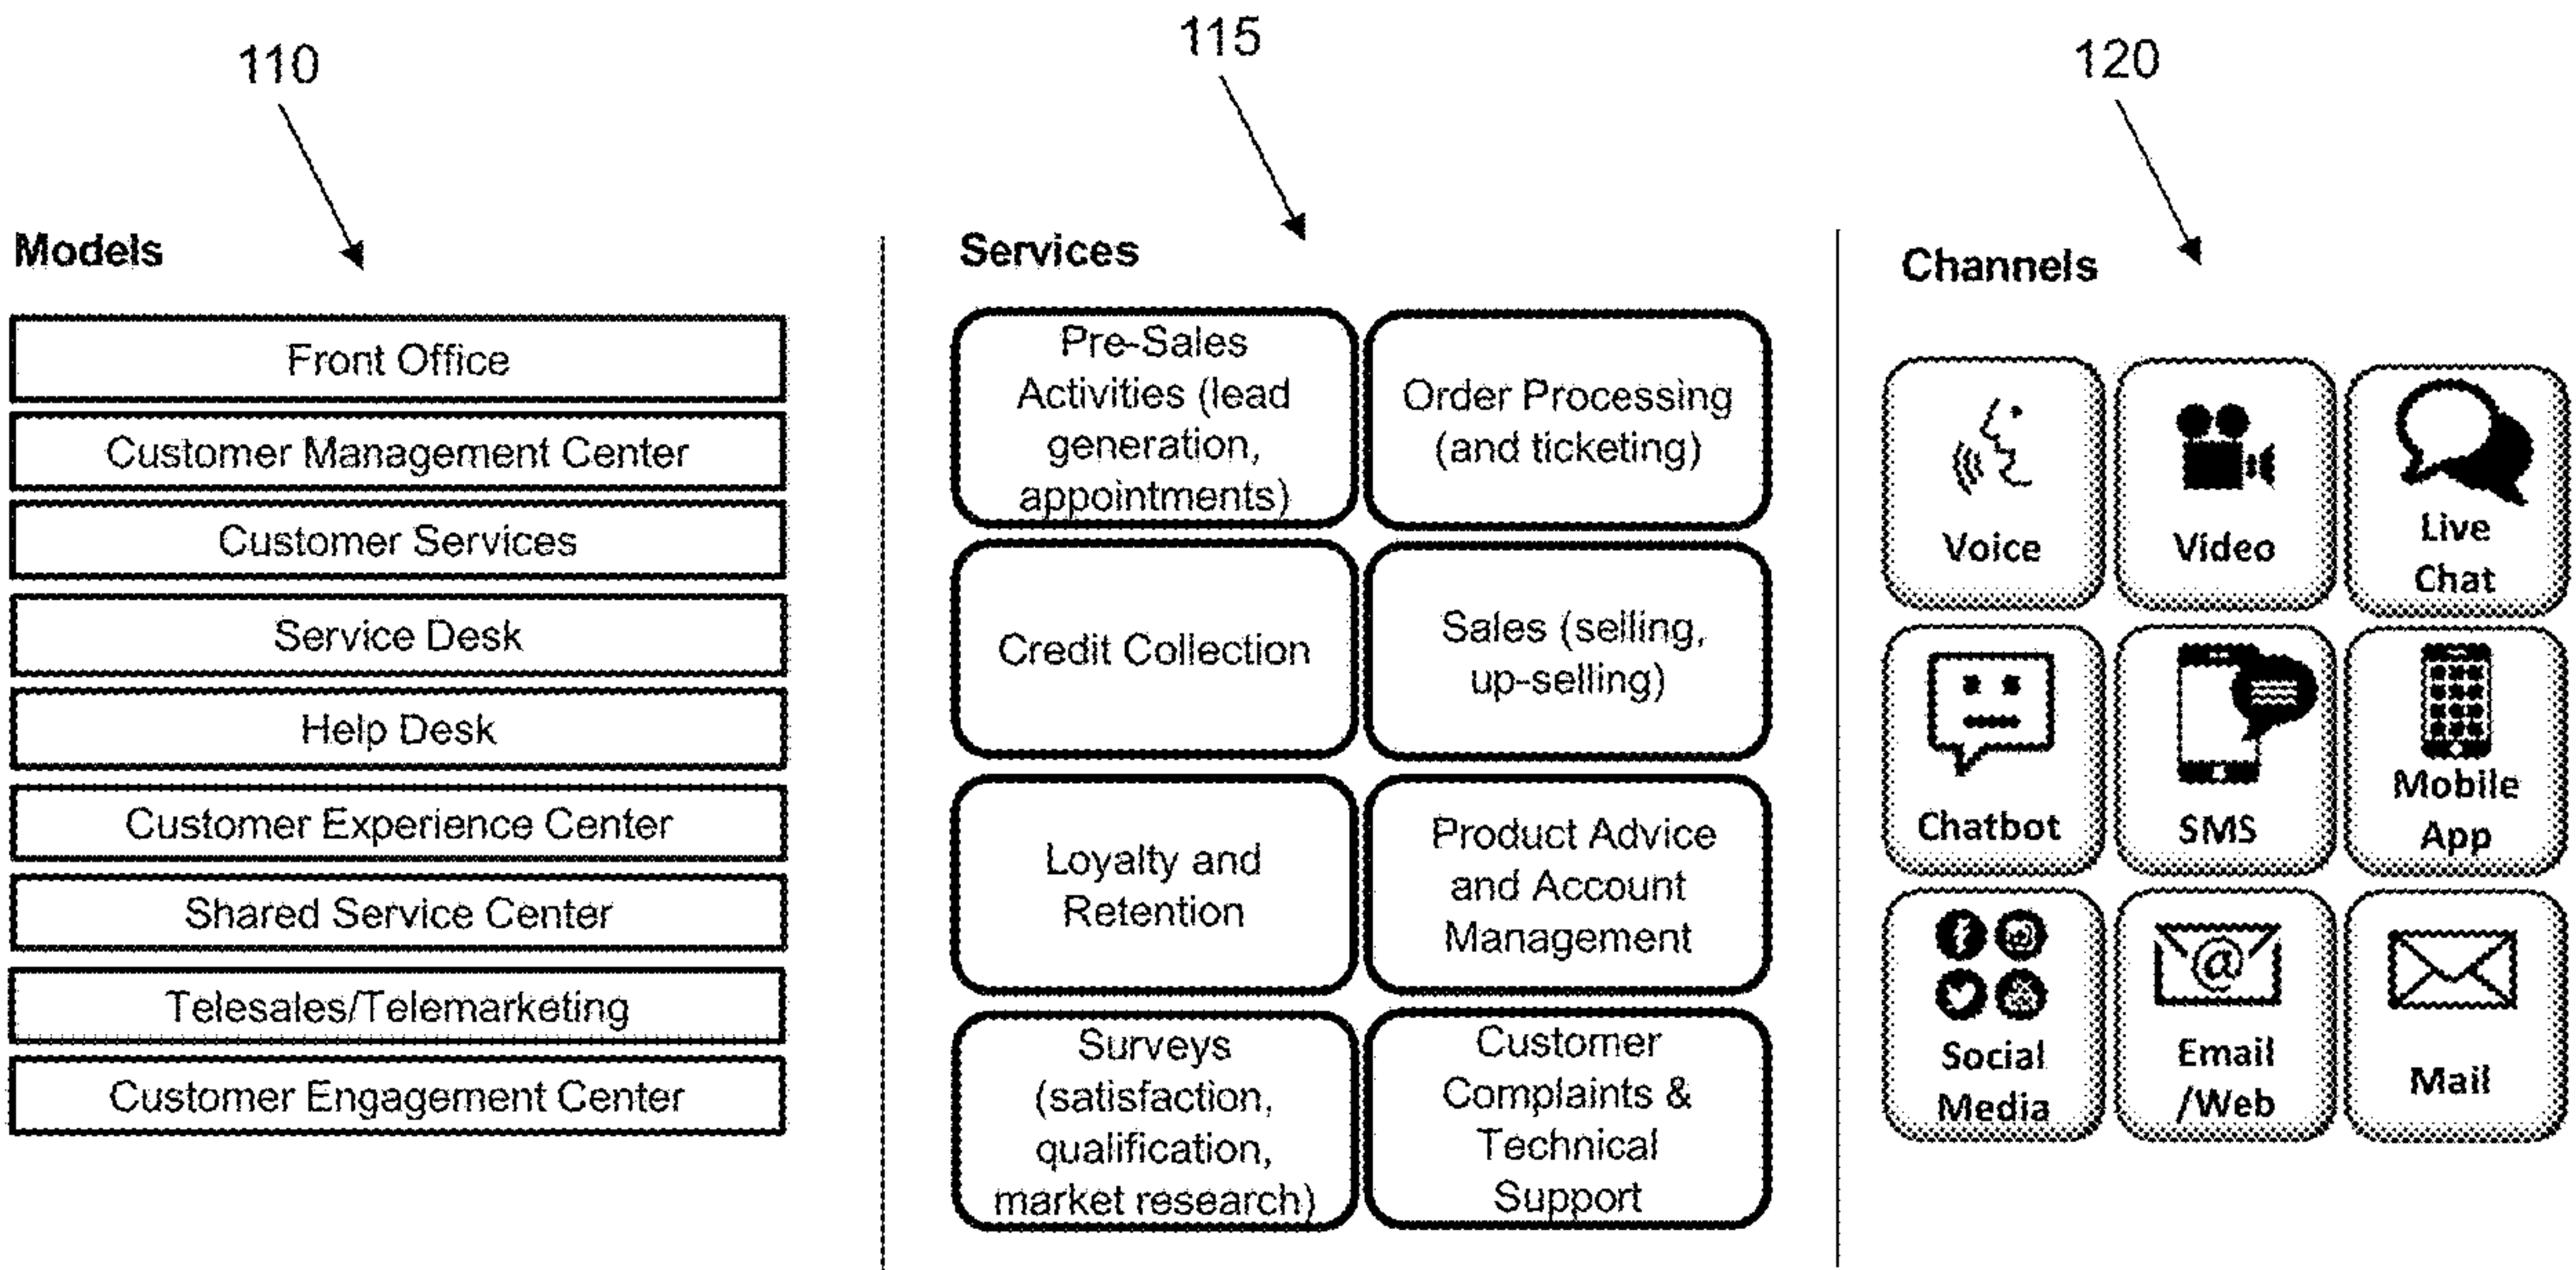 110
115
120
Models
Front Office
Customer Management Center
Customer Services
Service Desk
Help Desk
Customer Experience Center
Shared Service Center
Telesales/Telemarketing
Customer Engagement Center
Services
Pre-Sales
Activities (lead
generation,
appointments)
Order Processing
(and ticketing)
Credit Collection
Sales (selling,
up-selling)
Loyalty and
Retention
Product Advice
and Account
Management
Surveys
(satisfaction,
qualification,
market research)
Customer
Complaints &
Technical
Support
Channels
Voice
Video
Live
Chat
Chatbot
SMS
Mobile
App
Social
Media
@
Email
/Web
Mail